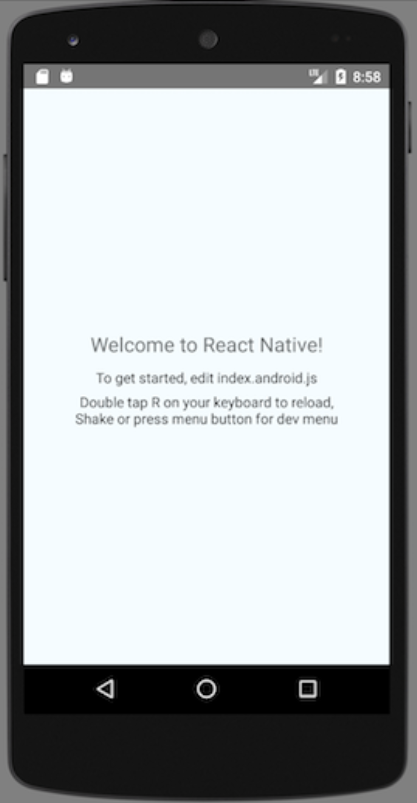 LTE 8:58
Welcome to React Native!
To get started, edit index.android.js
Double tap R on your keyboard to reload,
Shake or press menu button for dev menu